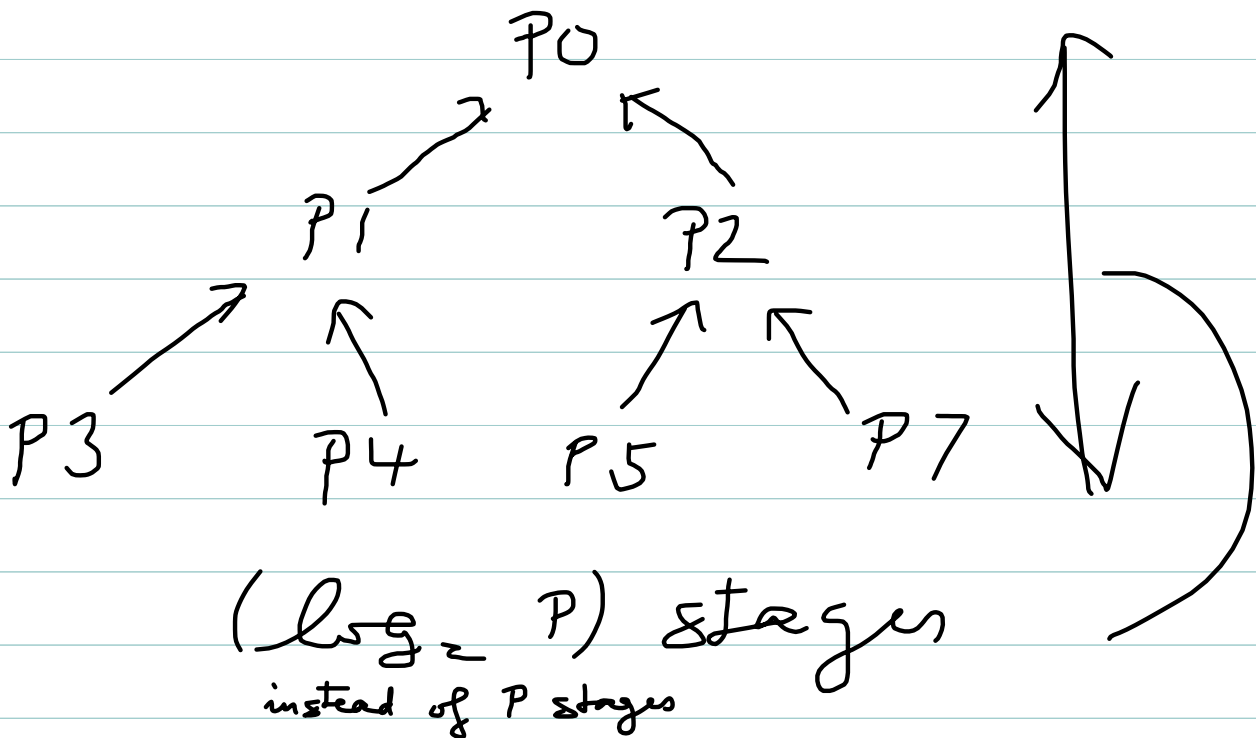 P0
P1 P2
P3 P4 P5 P7
(log₂ P) stages
instead of P stages